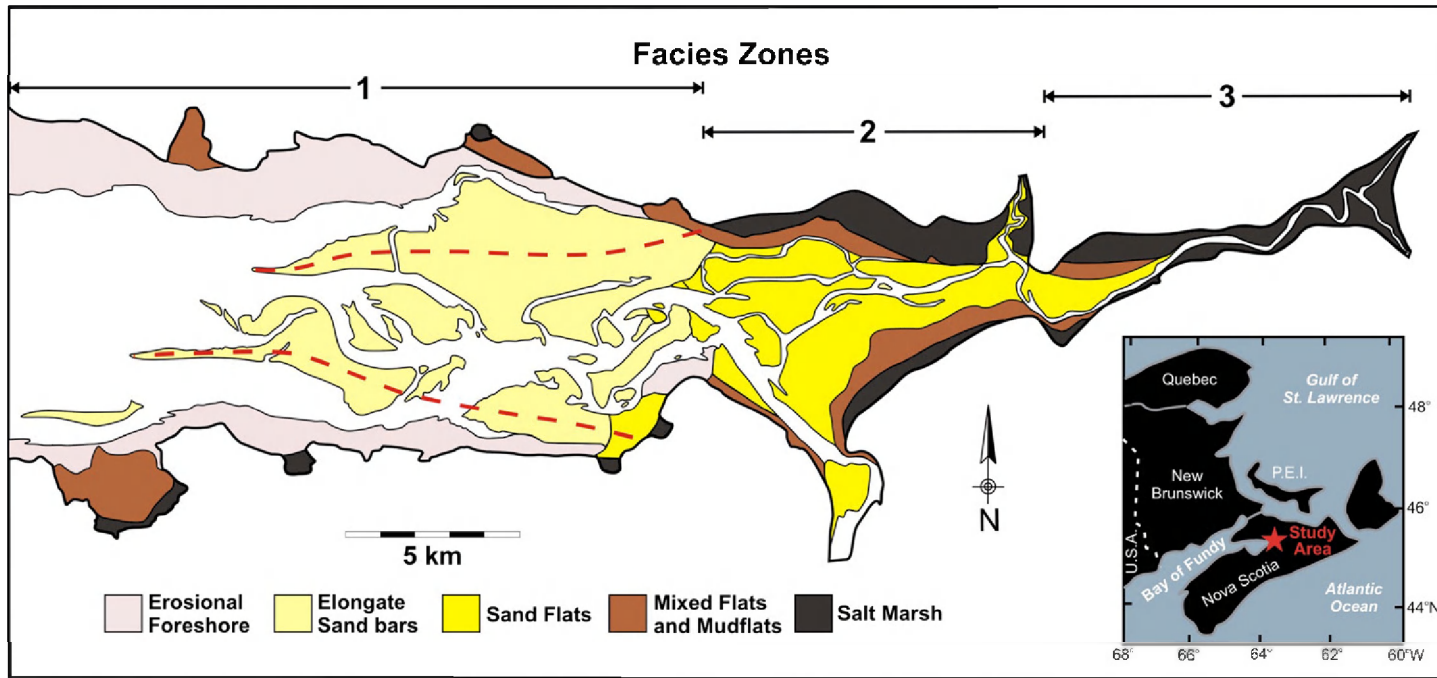 Facies Zones
1
2
3
5 km
N
Erosional
Foreshore
Elongate
Sand bars
Sand Flats
Mixed Flats
and Mudflats
Salt Marsh
Quebec
Gulf of
St. Lawrence
48°
New
Brunswick
P.E.I.
46°
U.S.A.
Study
Area
Bay of Fundy
Nova Scotia
Atlantic
Ocean
44°N
68°
66°
64°
62°
60°W